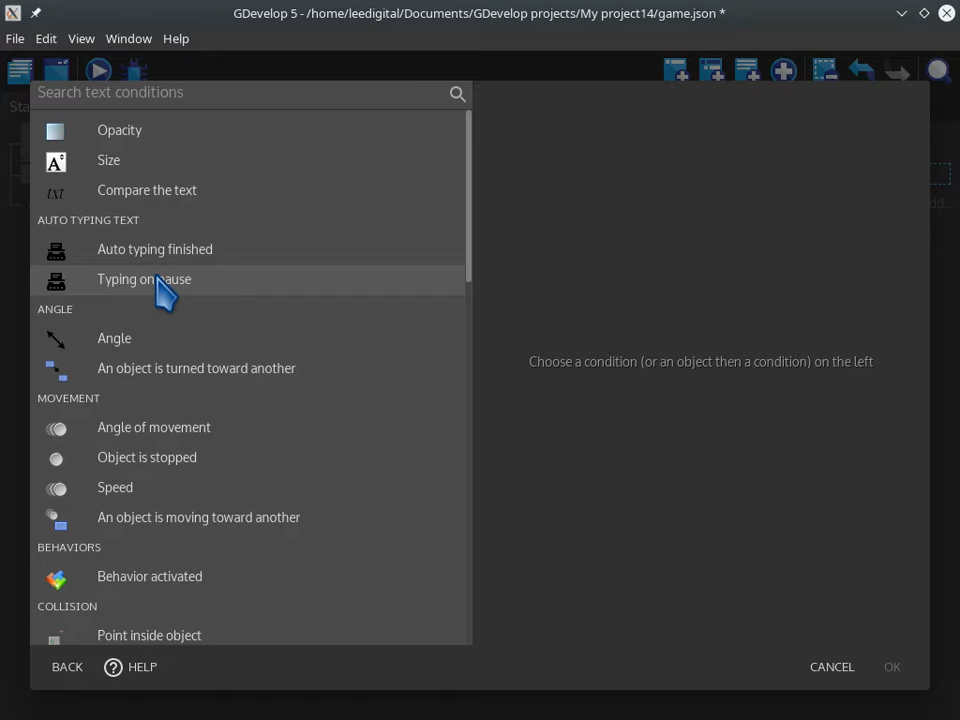 GDevelop 5 - /home/leedigital/Documents/GDevelop projects/My project14/game.json *
File Edit View Window Help
Sta
Search text conditions
Opacity
Size
Compare the text
AUTO TYPING TEXT
Auto typing finished
Typing on pause
ANGLE
Angle
An object is turned toward another
MOVEMENT
Angle of movement
Object is stopped
Speed
An object is moving toward another
BEHAVIORS
Behavior activated
COLLISION
Point inside object
Choose a condition (or an object then a condition) on the left
BACK HELP CANCEL OK